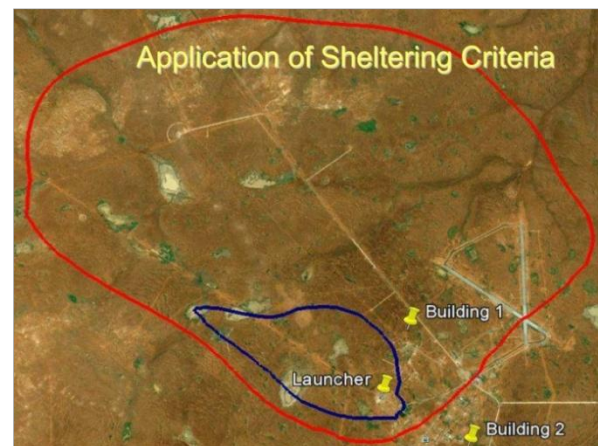 Application of Sheltering Criteria
Building 1
Launcher
Building 2